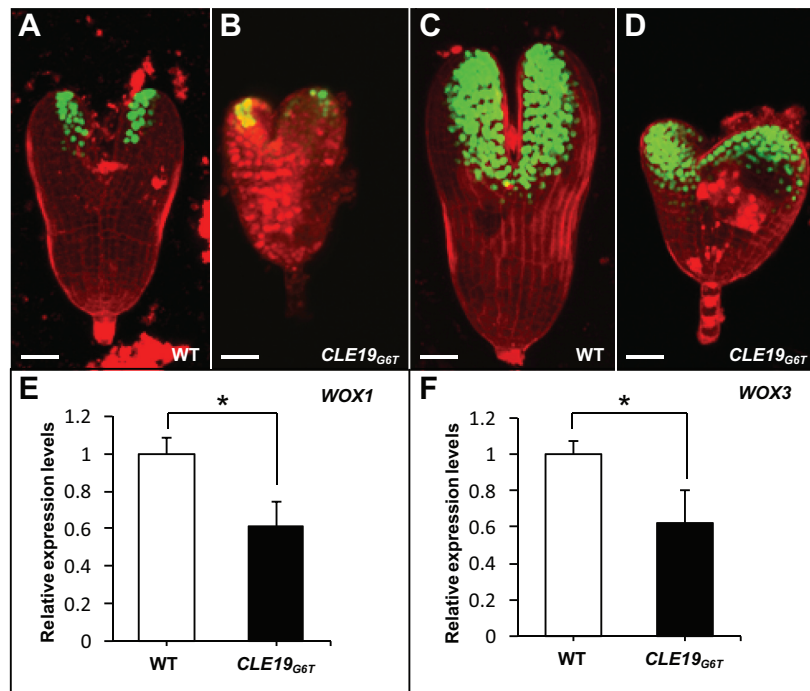 A
B
C
D
WT
CLE19G6T
WT
CLE19G6T
E
WOX1
*
Relative expression levels
1.2
1
0.8
0.6
0.4
0.2
0
WT
CLE19G6T
F
WOX3
*
Relative expression levels
1.2
1
0.8
0.6
0.4
0.2
0
WT
CLE19G6T